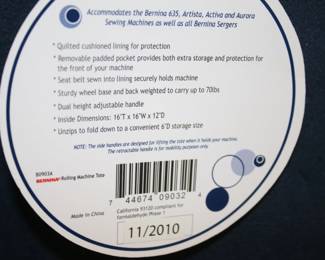 Accommodates the Bernina 635, Artista, Activa and Aurora
Sewing Machines as well as all Bernina Sergers
* Quilted cushioned lining for protection
* Removable padded pocket provides both extra storage and protection for
the front of your machine
* Seat belt sewn into lining securely holds machine
* Sturdy wheel base and back weighted to carry up to 70lbs
* Dual height adjustable handle
* Inside Dimensions: 16"T x 16"W x 12"D
* Unzips to fold down to a convenient 6"D storage size
NOTE: The side handles are designed for lifting the tote when it holds your machine.
The retractable handle is for mobility purposes only.
80903A
BERNINA Rolling Machine Tote
7 44674 09032 4
Made in China
California 93120 compliant for
formaldehyde Phase 1
11/2010